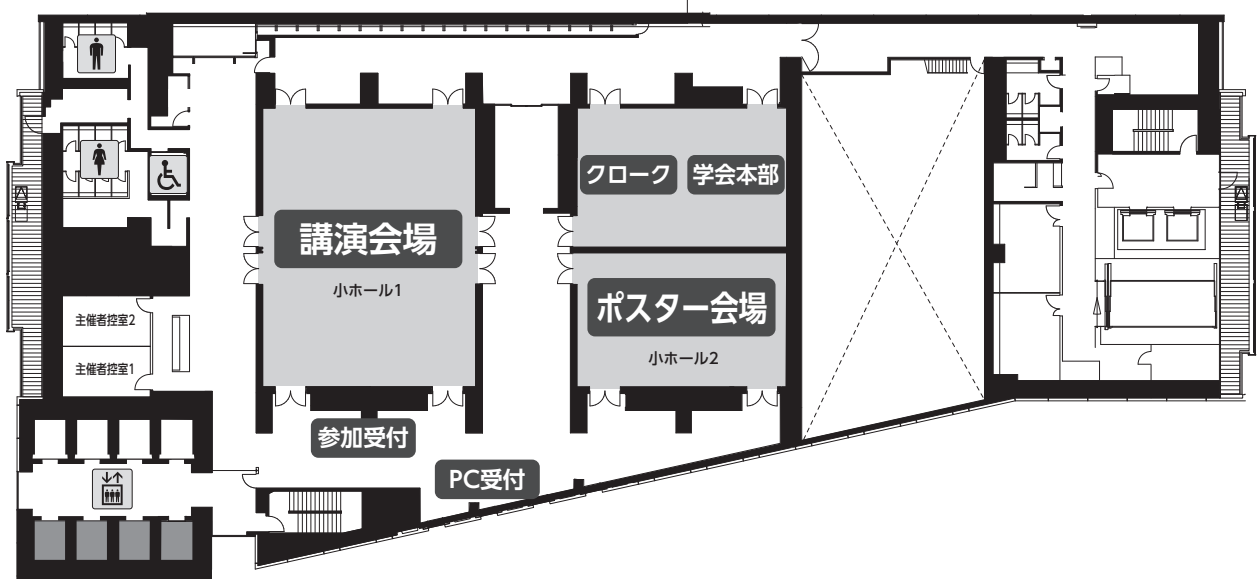 クローク
学会本部
講演会場
小ホール1
ポスター会場
小ホール2
主催者控室2
主催者控室1
参加受付
PC受付